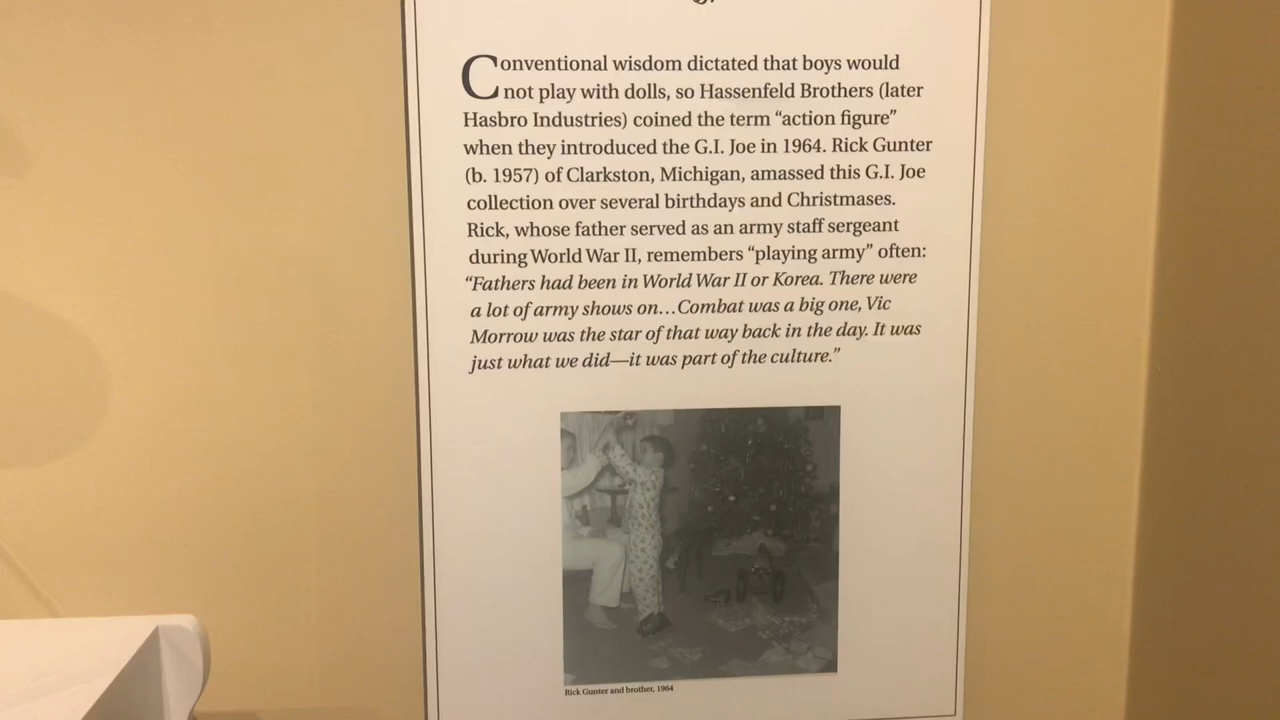 Conventional wisdom dictated that boys would
not play with dolls, so Hassenfeld Brothers (later
Hasbro Industries) coined the term “action figure”
when they introduced the G.I. Joe in 1964. Rick Gunter
(b. 1957) of Clarkston, Michigan, amassed this G.I. Joe
collection over several birthdays and Christmases.
Rick, whose father served as an army staff sergeant
during World War II, remembers “playing army” often:
“Fathers had been in World War II or Korea. There were
a lot of army shows on…Combat was a big one, Vic
Morrow was the star of that way back in the day. It was
just what we did—it was part of the culture.”
Rick Gunter and brother, 1964